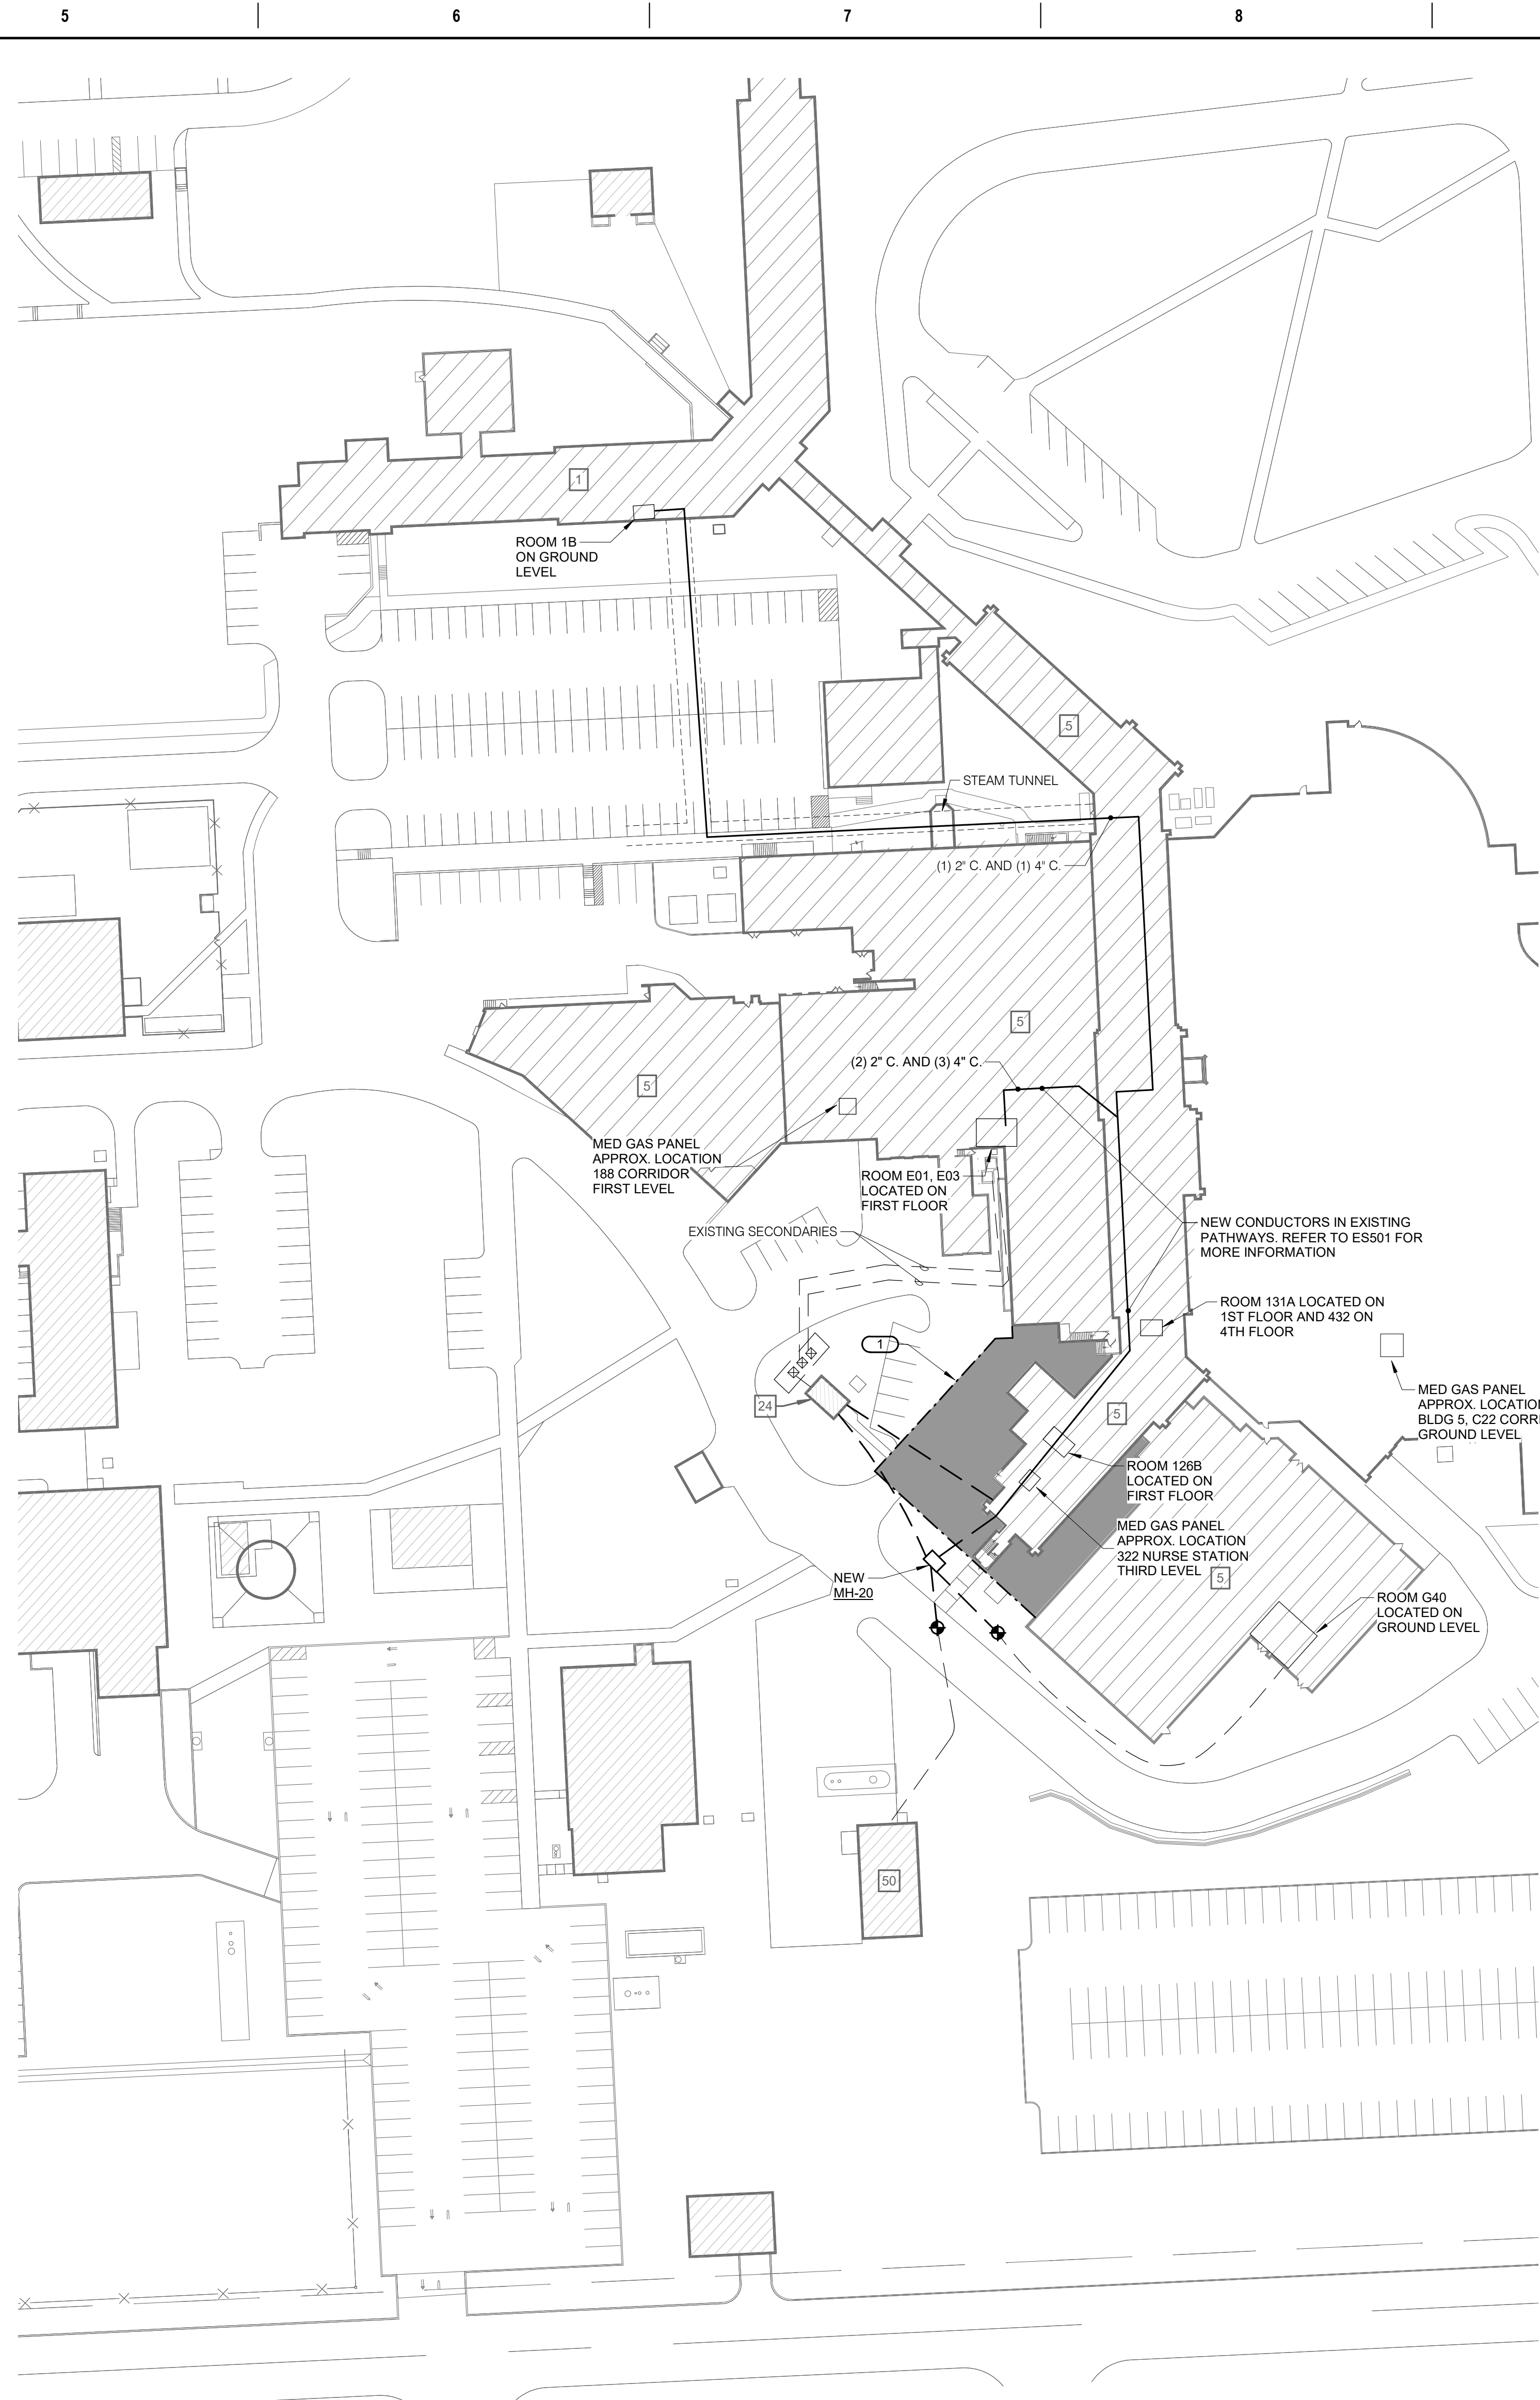 5
6
7
8
1
ROOM 1B
ON GROUND
LEVEL
5
STEAM TUNNEL
(1) 2" C. AND (1) 4" C.
5
(2) 2" C. AND (3) 4" C.
5
MED GAS PANEL
APPROX. LOCATION
188 CORRIDOR
FIRST LEVEL
ROOM E01, E03
LOCATED ON
FIRST FLOOR
EXISTING SECONDARIES
NEW CONDUCTORS IN EXISTING
PATHWAYS. REFER TO ES501 FOR
MORE INFORMATION
ROOM 131A LOCATED ON
1ST FLOOR AND 432 ON
4TH FLOOR
1
24
5
MED GAS PANEL
APPROX. LOCATION
BLDG 5, C22
GROUND LEVEL
ROOM 126B
LOCATED ON
FIRST FLOOR
MED GAS PANEL
APPROX. LOCATION
322 NURSE STATION
THIRD LEVEL
5
NEW
MH-20
ROOM G40
LOCATED ON
GROUND LEVEL
50